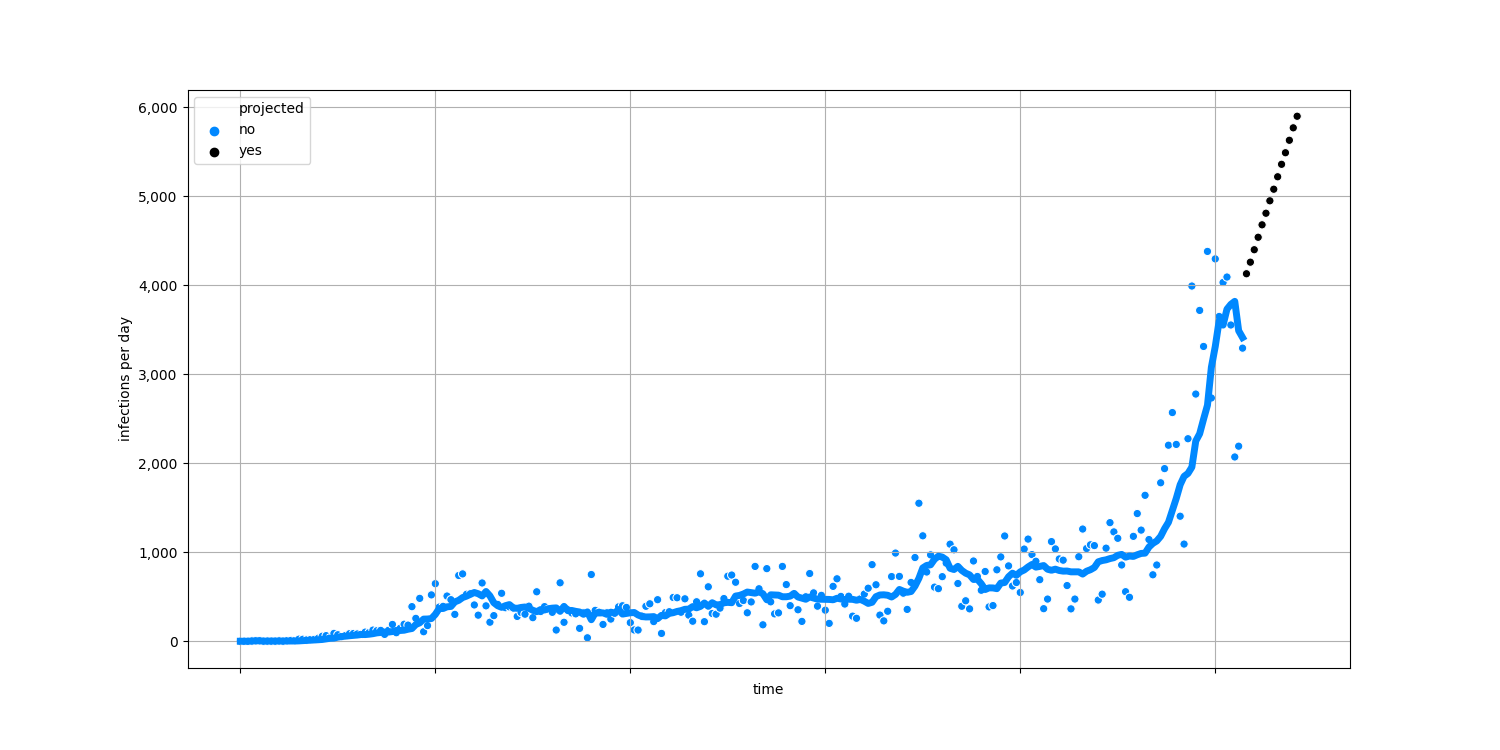 projected
no
yes
6,000
5,000
4,000
3,000
2,000
1,000
0
infections per day
time